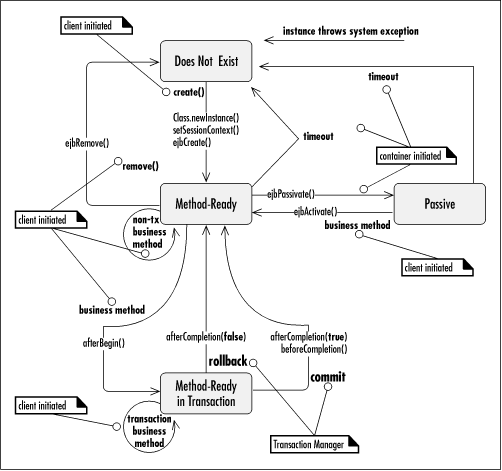 client initiated
instance throws system exception
Does Not Exist
timeout
create()
Class.newInstance()
setSessionContext()
ejbCreate()
timeout
ejbRemove()
container initiated
remove()
ejbPassivate()
Method-Ready
Passive
ejbActivate()
client initiated
non-tx
business
method
business method
client initiated
business method
afterBegin()
afterCompletion(false)
afterCompletion(true)
beforeCompletion()
rollback
commit
Method-Ready
in Transaction
client initiated
transaction
business
method
Transaction Manager